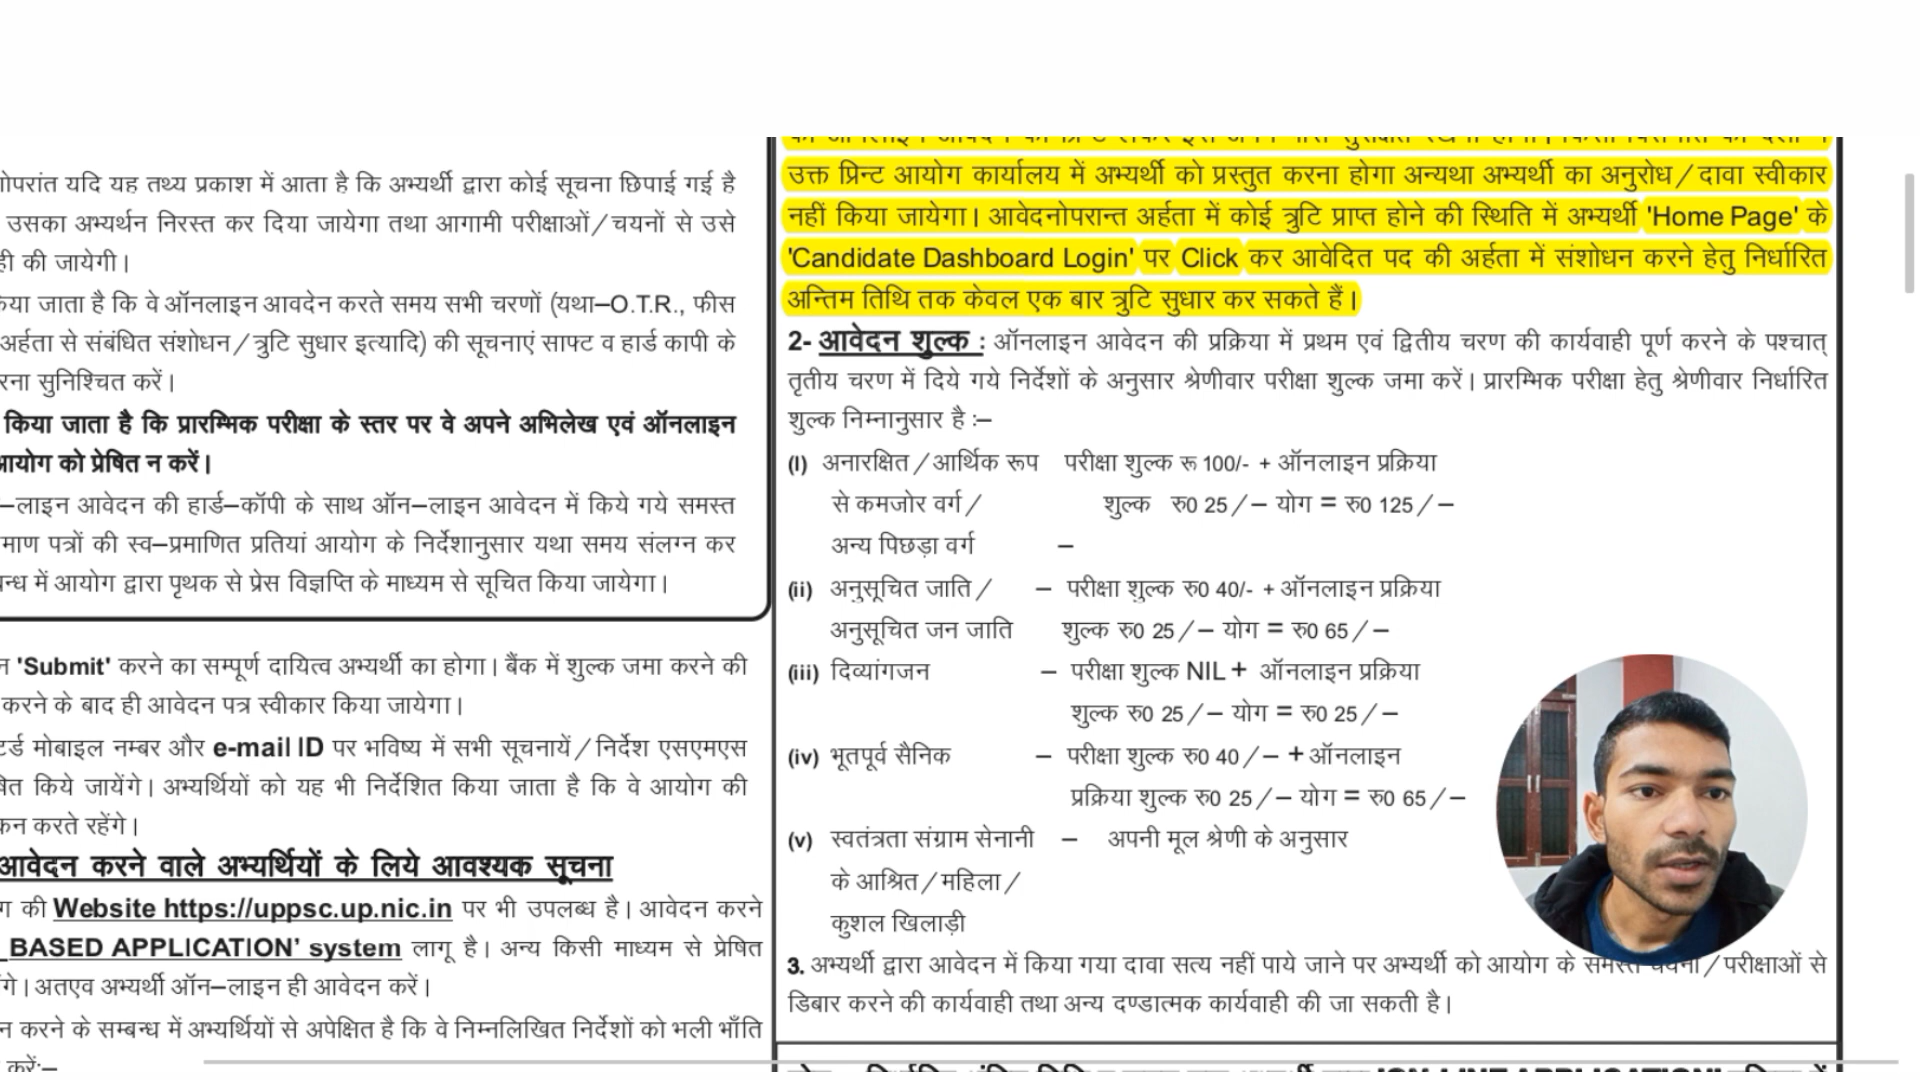 गोपरांत यदि यह तथ्य प्रकाश में आता है कि अभ्यर्थी द्वारा कोई सूचना छिपाई गई है
उसका अभ्यर्थन निरस्त कर दिया जायेगा तथा आगामी परीक्षाओं/चयनों से उसे
ही की जायेगी।
केया जाता है कि वे ऑनलाइन आवदेन करते समय सभी चरणों (यथा–O.T.R., फीस
अर्हता से संबंधित संशोधन/त्रुटि सुधार इत्यादि) की सूचनाएं साफ्ट व हार्ड कापी के
रना सुनिश्चित करें।
किया जाता है कि प्रारम्भिक परीक्षा के स्तर पर वे अपने अभिलेख एवं ऑनलाइन
आयोग को प्रेषित न करें।
–लाइन आवेदन की हार्ड–कॉपी के साथ ऑन–लाइन आवेदन में किये गये समस्त
माण पत्रों की स्व–प्रमाणित प्रतियां आयोग के निर्देशानुसार यथा समय संलग्न कर
न्ध में आयोग द्वारा पृथक से प्रेस विज्ञप्ति के माध्यम से सूचित किया जायेगा।
न 'Submit' करने का सम्पूर्ण दायित्व अभ्यर्थी का होगा। बैंक में शुल्क जमा करने की
करने के बाद ही आवेदन पत्र स्वीकार किया जायेगा।
टर्ड मोबाइल नम्बर और e-mail ID पर भविष्य में सभी सूचनायें/निर्देश एसएमएस
षित किये जायेंगे। अभ्यर्थियों को यह भी निर्देशित किया जाता है कि वे आयोग की
कन करते रहेंगे।
आवेदन करने वाले अभ्यर्थियों के लिये आवश्यक सूचना
ग की Website https://uppsc.up.nic.in पर भी उपलब्ध है। आवेदन करने
BASED APPLICATION' system लागू है। अन्य किसी माध्यम से प्रेषित
गे। अतएव अभ्यर्थी ऑन–लाइन ही आवेदन करें।
न करने के सम्बन्ध में अभ्यर्थियों से अपेक्षित है कि वे निम्नलिखित निर्देशों को भली भाँति
करें:–
उक्त प्रिन्ट आयोग कार्यालय में अभ्यर्थी को प्रस्तुत करना होगा अन्यथा अभ्यर्थी का अनुरोध/दावा स्वीकार
नहीं किया जायेगा। आवेदनोपरान्त अर्हता में कोई त्रुटि प्राप्त होने की स्थिति में अभ्यर्थी 'Home Page' के
'Candidate Dashboard Login' पर Click कर आवेदित पद की अर्हता में संशोधन करने हेतु निर्धारित
अन्तिम तिथि तक केवल एक बार त्रुटि सुधार कर सकते हैं।
2- आवेदन शुल्क : ऑनलाइन आवेदन की प्रक्रिया में प्रथम एवं द्वितीय चरण की कार्यवाही पूर्ण करने के पश्चात्
तृतीय चरण में दिये गये निर्देशों के अनुसार श्रेणीवार परीक्षा शुल्क जमा करें। प्रारम्भिक परीक्षा हेतु श्रेणीवार निर्धारित
शुल्क निम्नानुसार है :–
(I) अनारक्षित/आर्थिक रूप परीक्षा शुल्क रू 100/- + ऑनलाइन प्रक्रिया
से कमजोर वर्ग/ शुल्क रु0 25/– योग = रु0 125/–
अन्य पिछड़ा वर्ग –
(ii) अनुसूचित जाति/ – परीक्षा शुल्क रु0 40/- + ऑनलाइन प्रक्रिया
अनुसूचित जन जाति शुल्क रु0 25/– योग = रु0 65/–
(iii) दिव्यांगजन – परीक्षा शुल्क NIL + ऑनलाइन प्रक्रिया
शुल्क रु0 25/– योग = रु0 25/–
(iv) भूतपूर्व सैनिक – परीक्षा शुल्क रु0 40/– + ऑनलाइन
प्रक्रिया शुल्क रु0 25/– योग = रु0 65/–
(v) स्वतंत्रता संग्राम सेनानी – अपनी मूल श्रेणी के अनुसार
के आश्रित/महिला/
कुशल खिलाड़ी
3. अभ्यर्थी द्वारा आवेदन में किया गया दावा सत्य नहीं पाये जाने पर अभ्यर्थी को आयोग के /परीक्षाओं से
डिबार करने की कार्यवाही तथा अन्य दण्डात्मक कार्यवाही की जा सकती है।